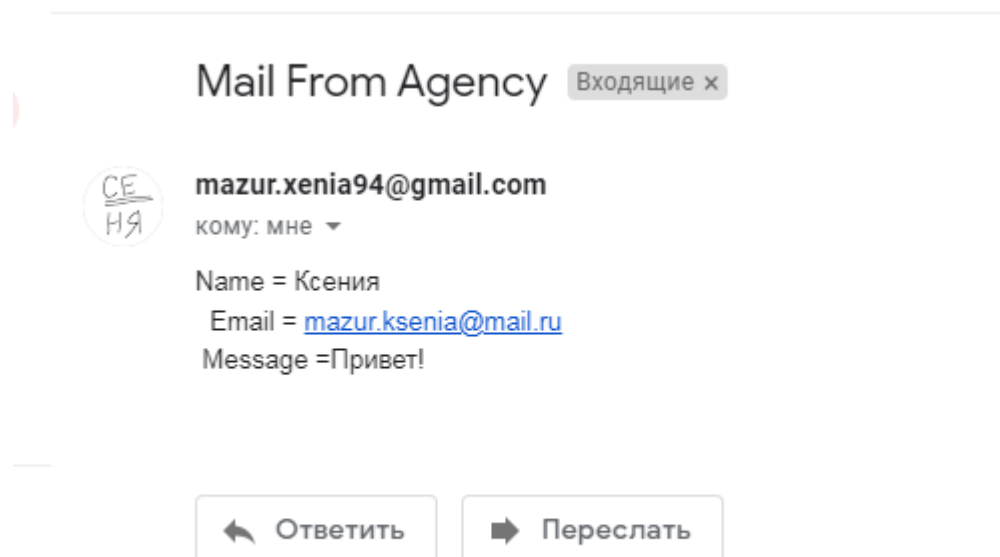 Mail From Agency Входящие ×
СЕ
НЯ
mazur.xenia94@gmail.com
кому: мне
Name = Ксения
Email = mazur.ksenia@mail.ru
Message =Привет!
Ответить Переслать